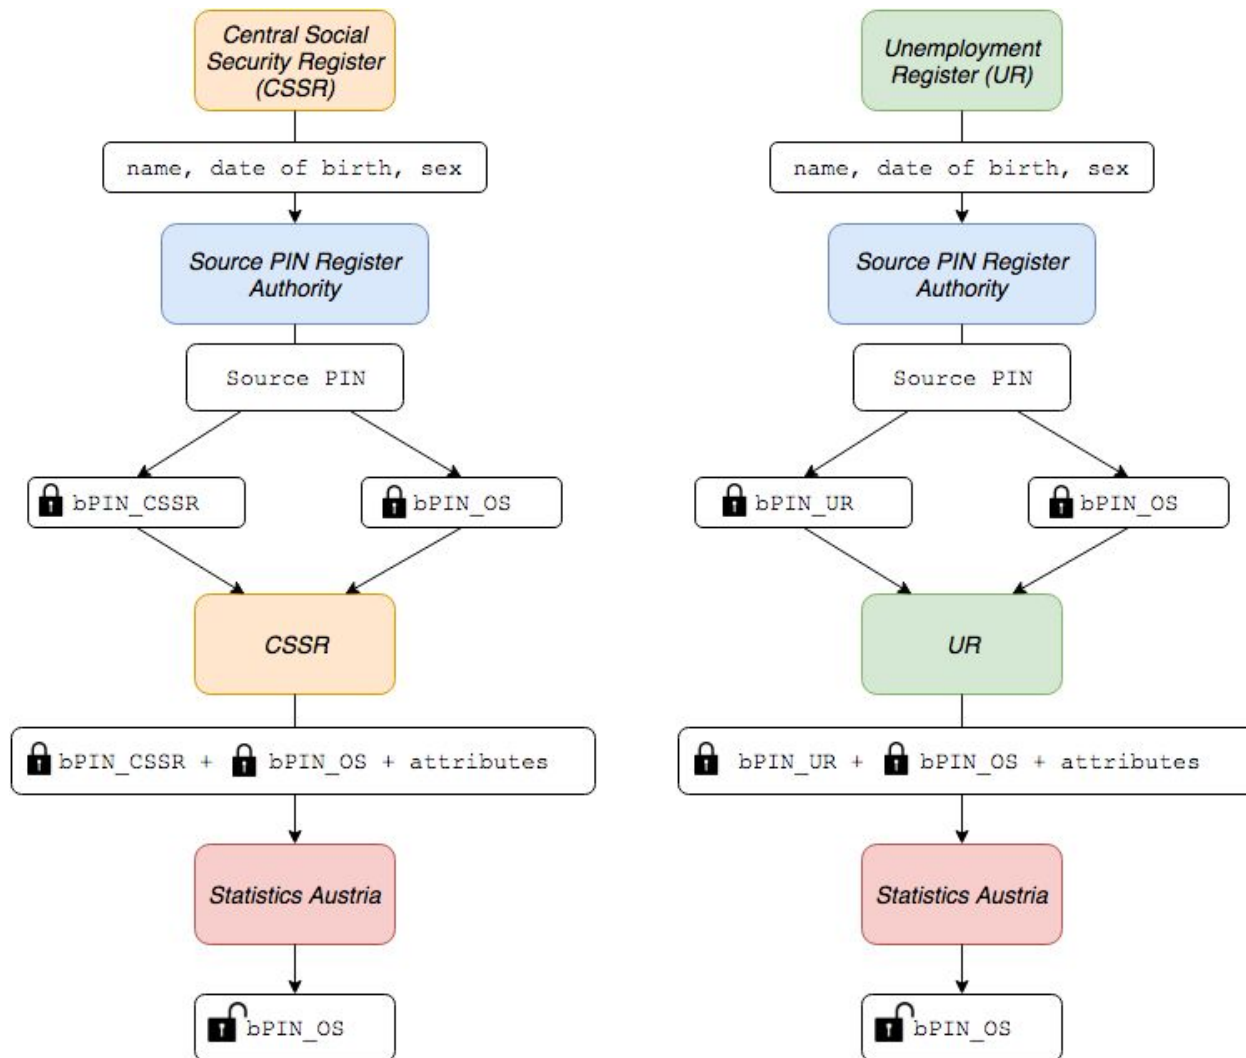 Central Social
Security Register
(CSSR)
name, date of birth, sex
Source PIN Register
Authority
Source PIN
bPIN_CSSR
bPIN_OS
CSSR
bPIN_CSSR + bPIN_OS + attributes
Statistics Austria
bPIN_OS
Unemployment
Register (UR)
name, date of birth, sex
Source PIN Register
Authority
Source PIN
bPIN_UR
bPIN_OS
UR
bPIN_UR + bPIN_OS + attributes
Statistics Austria
bPIN_OS